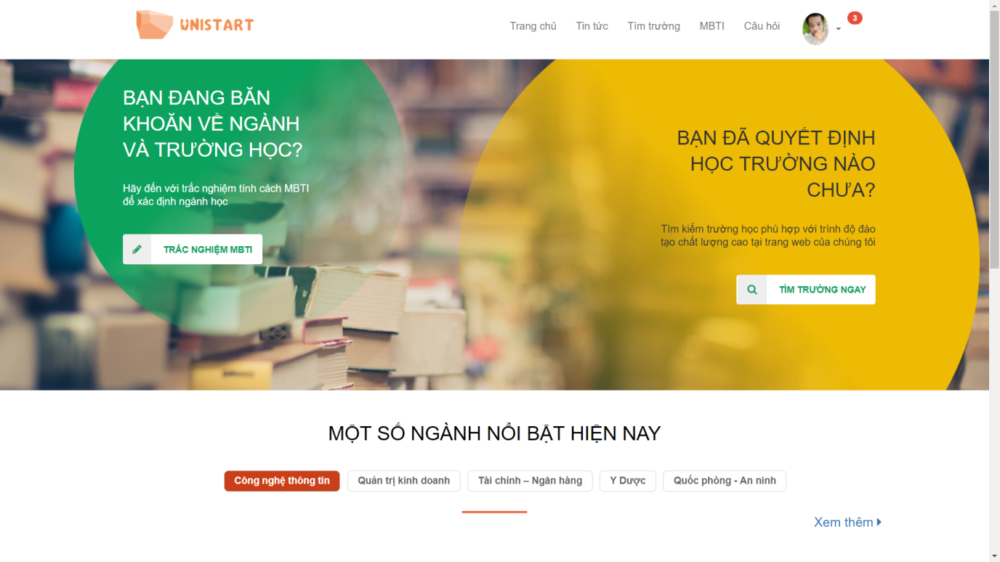 UNISTART
Trang chủ
Tin tức
Tìm trường
MBTI
Câu hỏi
3
BẠN ĐANG BĂN
KHOĂN VỀ NGÀNH
VÀ TRƯỜNG HỌC?
Hãy đến với trắc nghiệm tính cách MBTI
để xác định ngành học
TRẮC NGHIỆM MBTI
BẠN ĐÃ QUYẾT ĐỊNH
HỌC TRƯỜNG NÀO
CHƯA?
Tìm kiếm trường học phù hợp với trình độ đào
tạo chất lượng cao tại trang web của chúng tôi
TÌM TRƯỜNG NGAY
MỘT SỐ NGÀNH NỔI BẬT HIỆN NAY
Công nghệ thông tin
Quản trị kinh doanh
Tài chính – Ngân hàng
Y Dược
Quốc phòng - An ninh
Xem thêm